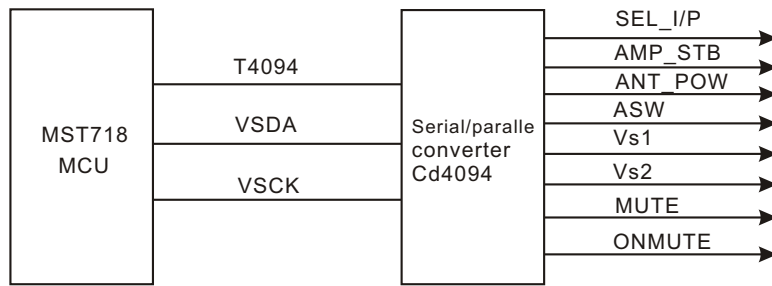 MST718
MCU
T4094
VSDA
VSCK
Serial/paralle
converter
Cd4094
SEL_I/P
AMP_STB
ANT_POW
ASW
Vs1
Vs2
MUTE
ONMUTE